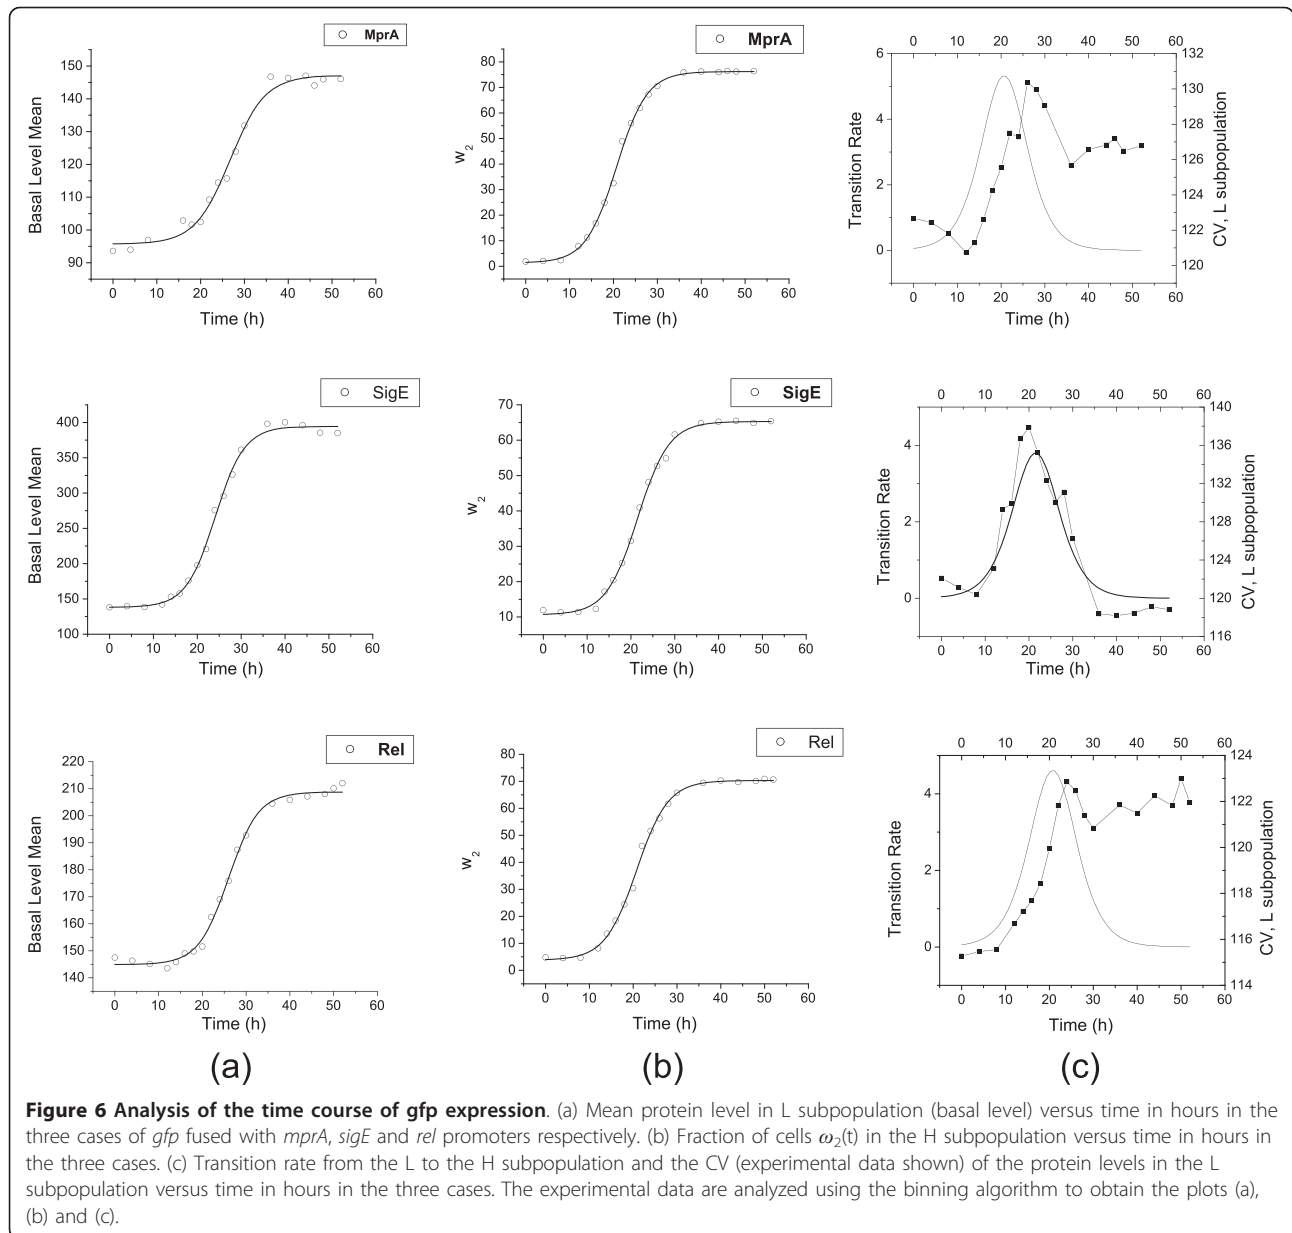 MprA
150
140
130
120
110
100
90
Basal Level Mean
0 10 20 30 40 50 60
Time (h)
MprA
80
70
60
50
40
30
20
10
0
w2
0 10 20 30 40 50 60
Time (h)
0 10 20 30 40 50 60
6
4
2
0
Transition Rate
132
130
128
126
124
122
120
CV, L subpopulation
0 10 20 30 40 50 60
Time (h)
SigE
400
350
300
250
200
150
100
Basal Level Mean
0 10 20 30 40 50 60
Time (h)
SigE
70
60
50
40
30
20
10
w2
0 10 20 30 40 50 60
Time (h)
0 10 20 30 40 50 60
4
2
0
Transition Rate
140
136
132
128
124
120
116
CV, L subpopulation
0 10 20 30 40 50 60
Time (h)
Rel
220
210
200
190
180
170
160
150
140
Basal Level Mean
0 10 20 30 40 50 60
Time (h)
Rel
80
70
60
50
40
30
20
10
0
w2
0 10 20 30 40 50 60
Time (h)
0 10 20 30 40 50 60
4
2
0
Transition Rate
124
122
120
118
116
114
CV, L subpopulation
0 10 20 30 40 50 60
Time (h)
(a) (b) (c)
Figure 6 Analysis of the time course of gfp expression. (a) Mean protein level in L subpopulation (basal level) versus time in hours in the
three cases of gfp fused with mprA, sigE and rel promoters respectively. (b) Fraction of cells ω2(t) in the H subpopulation versus time in hours in
the three cases. (c) Transition rate from the L to the H subpopulation and the CV (experimental data shown) of the protein levels in the L
subpopulation versus time in hours in the three cases. The experimental data are analyzed using the binning algorithm to obtain the plots (a),
(b) and (c).